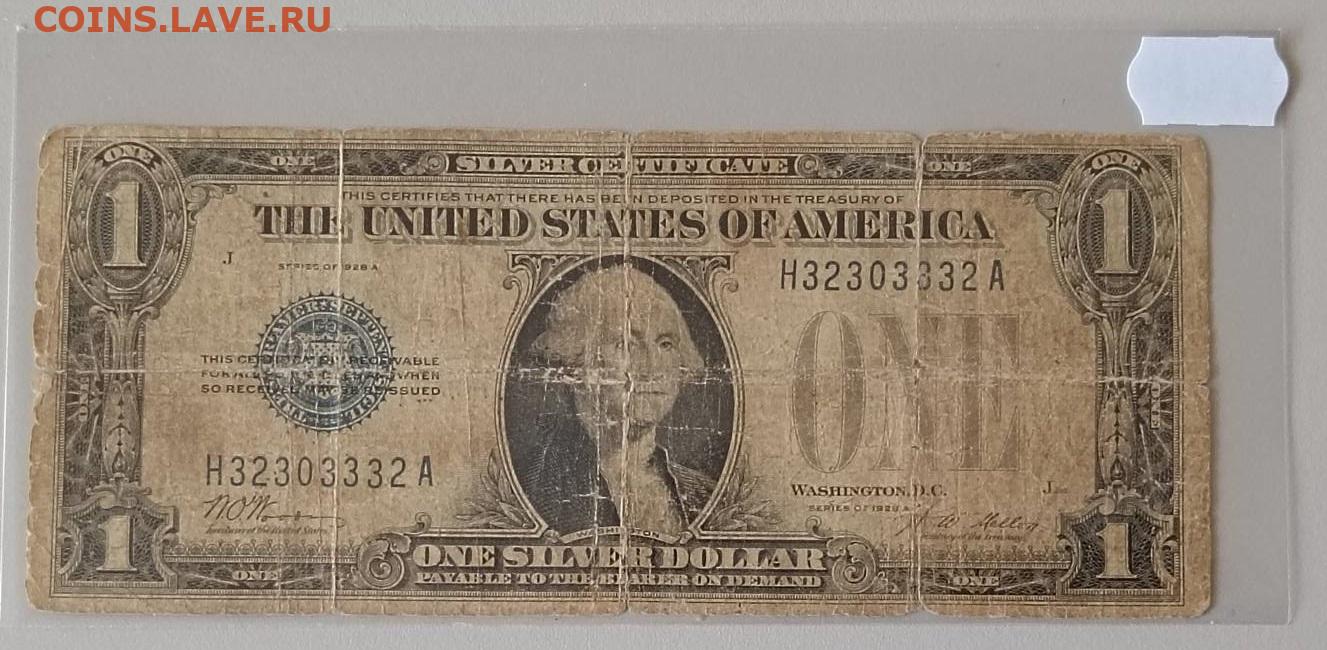 COINS.LAVE.RU
ONE ONE SILVER CERTIFICATE ONE ONE
1 1
THIS CERTIFIES THAT THERE HAS BEEN DEPOSITED IN THE TREASURY OF
THE UNITED STATES OF AMERICA
J
SERIES OF 1928 A
H32303332A
ONE
THIS CERTIFICATE IS RECEIVABLE
SO RECEIVED MAY BE REISSUED
H32303332A
WASHINGTON, D.C.
J
SERIES OF 1928 A
WASHINGTON
1 1
ONE SILVER DOLLAR
ONE ONE
PAYABLE TO THE BEARER ON DEMAND